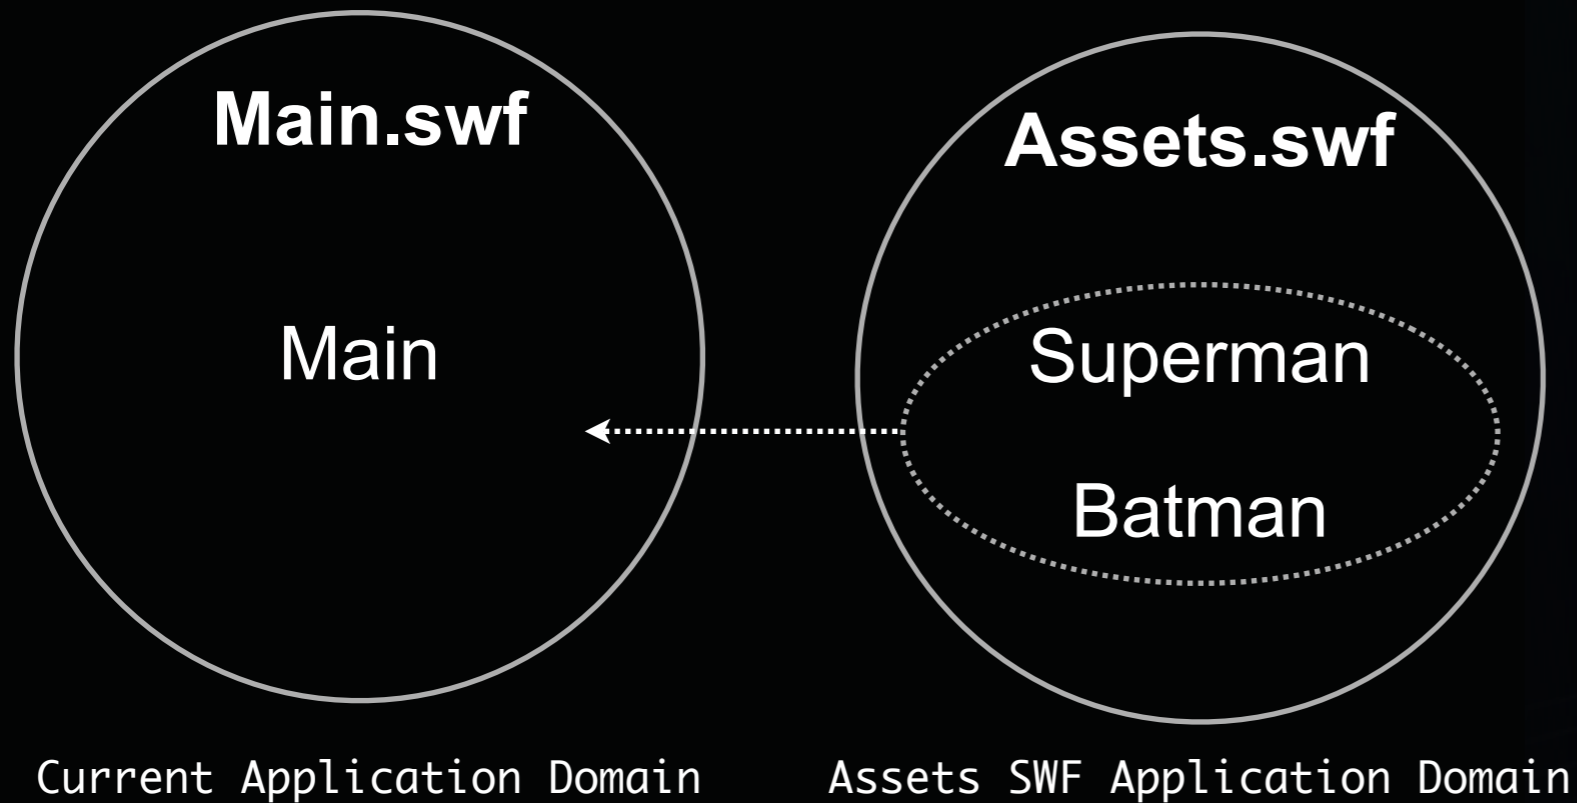 Main.swf
Main
Current Application Domain
Assets.swf
Superman
Batman
Assets SWF Application Domain